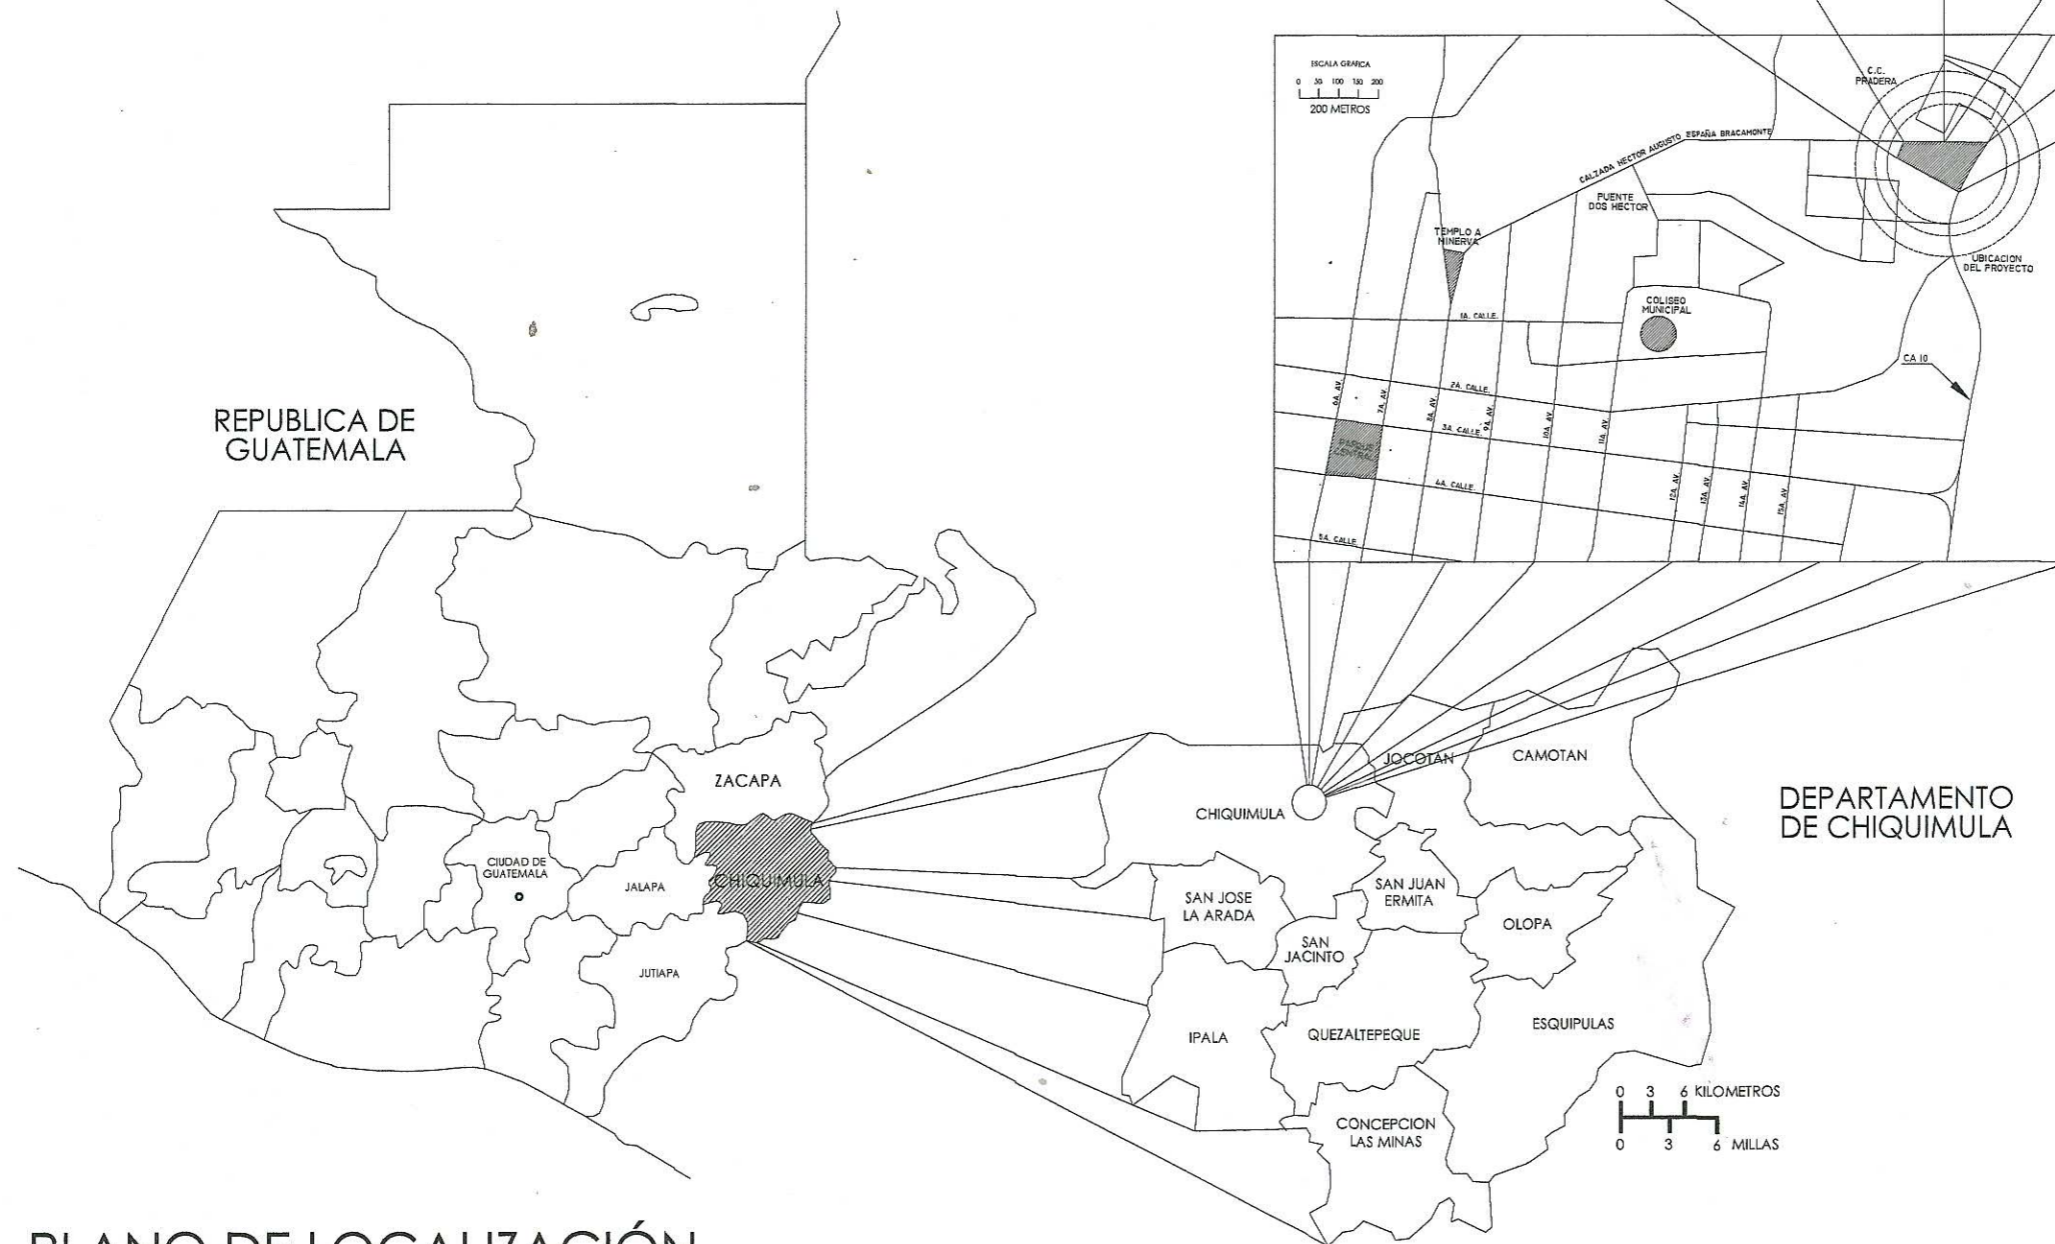 REPUBLICA DE
GUATEMALA
ZACAPA
CIUDAD DE
GUATEMALA
JALAPA
CHIQUIMULA
JUTIAPA
PLANO DE LOCALIZACIÓN
ESCALA GRAFICA
0 50 100 150 200
200 METROS
C.C.
PRADERA
CALZADA HECTOR AUGUSTO ESPAÑA BRACAMONTE
PUENTE
DOS HECTOR
TEMPLO A
MINERVA
UBICACION
DEL PROYECTO
COLISEO
MUNICIPAL
1A. CALLE.
CA 10
2A. CALLE.
6A. AV.
7A. AV.
8A. AV.
9A. AV.
10A. AV.
11A. AV.
3A. CALLE.
PARQUE
CENTRAL
4A. CALLE.
12A. AV.
13A. AV.
14A. AV.
15A. AV.
5A. CALLE
JOCOTAN
CAMOTAN
CHIQUIMULA
DEPARTAMENTO
DE CHIQUIMULA
SAN JOSE
LA ARADA
SAN JUAN
ERMITA
OLOPA
SAN
JACINTO
IPALA
QUEZALTEPEQUE
ESQUIPULAS
CONCEPCION
LAS MINAS
0 3 6 KILOMETROS
0 3 6 MILLAS